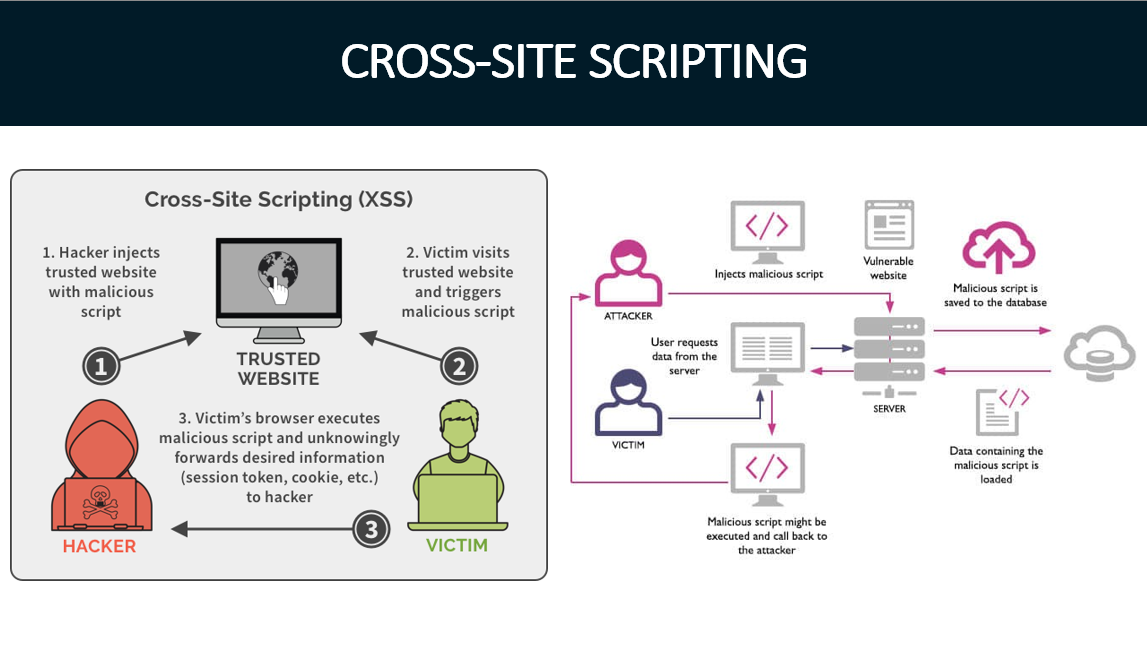 CROSS-SITE SCRIPTING
Cross-Site Scripting (XSS)
1. Hacker injects
trusted website
with malicious
script
2. Victim visits
trusted website
and triggers
malicious script
1
TRUSTED
WEBSITE
2
3. Victim's browser executes
malicious script and unknowingly
forwards desired information
(session token, cookie, etc.)
to hacker
3
HACKER
VICTIM
</>
Injects malicious script
Vulnerable
website
Malicious script is
saved to the database
ATTACKER
User requests
data from the
server
SERVER
VICTIM
</>
Data containing the
malicious script is
loaded
</>
Malicious script might be
executed and call back to
the attacker